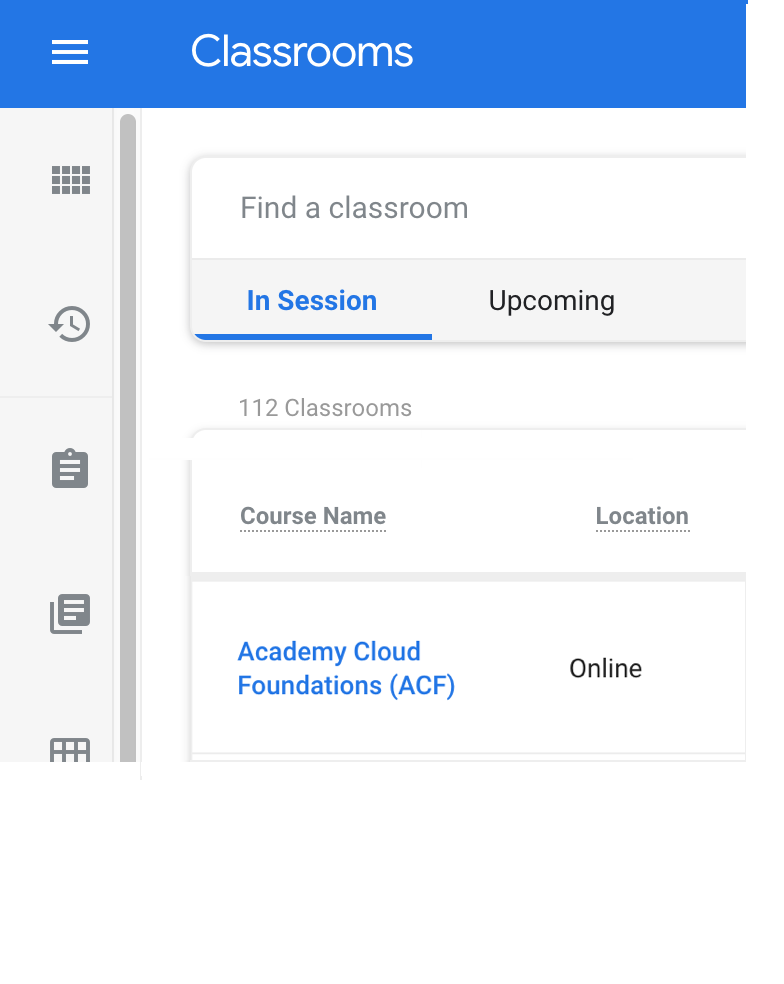 Classrooms
Find a classroom
In Session Upcoming
112 Classrooms
Course Name Location
Academy Cloud
Foundations (ACF)
Online